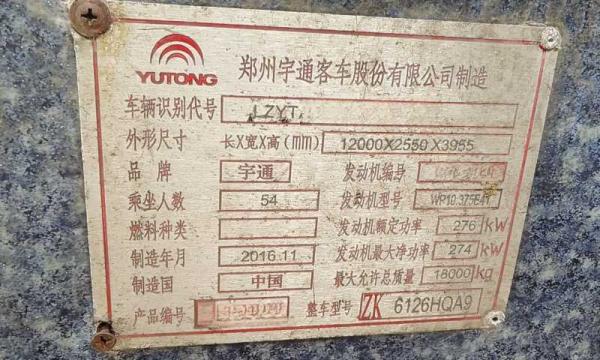 YUTONG 郑州宇通客车股份有限公司制造
车辆识别代号 LZYT
外形尺寸 长X宽X高(mm) 12000X2550X3955
品牌 宇通 发动机编号
乘坐人数 54 发动机型号
燃料种类 发动机额定功率 276 kW
制造年月 2016.11 发动机最大净功率 274 kW
制造国 中国 最大允许总质量 18000 kg
产品编号 整车型号 ZK 6126HQA9